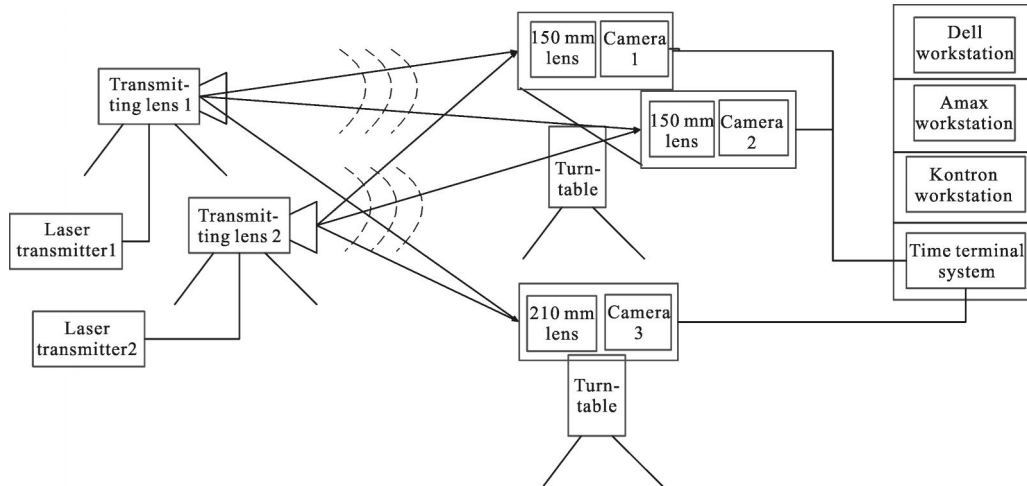 Transmit-
ting lens 1
Laser
transmitter1
Transmit-
ting lens 2
Laser
transmitter2
150 mm
lens
Camera
1
150 mm
lens
Camera
2
Turn-
table
210 mm
lens
Camera
3
Turn-
table
Dell
workstation
Amax
workstation
Kontron
workstation
Time terminal
system